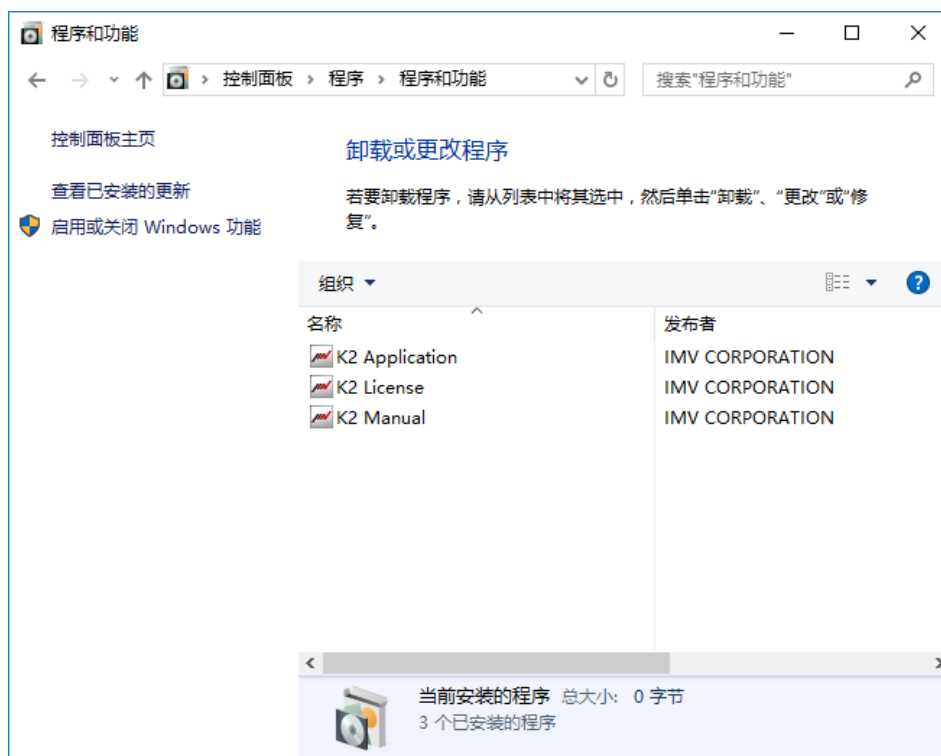 程序和功能
控制面板 › 程序 › 程序和功能
搜索"程序和功能"
控制面板主页
查看已安装的更新
启用或关闭 Windows 功能
卸载或更改程序
若要卸载程序，请从列表中将其选中，然后单击"卸载"、"更改"或"修
复"。
组织
名称 发布者
K2 Application IMV CORPORATION
K2 License IMV CORPORATION
K2 Manual IMV CORPORATION
当前安装的程序 总大小: 0 字节
3 个已安装的程序